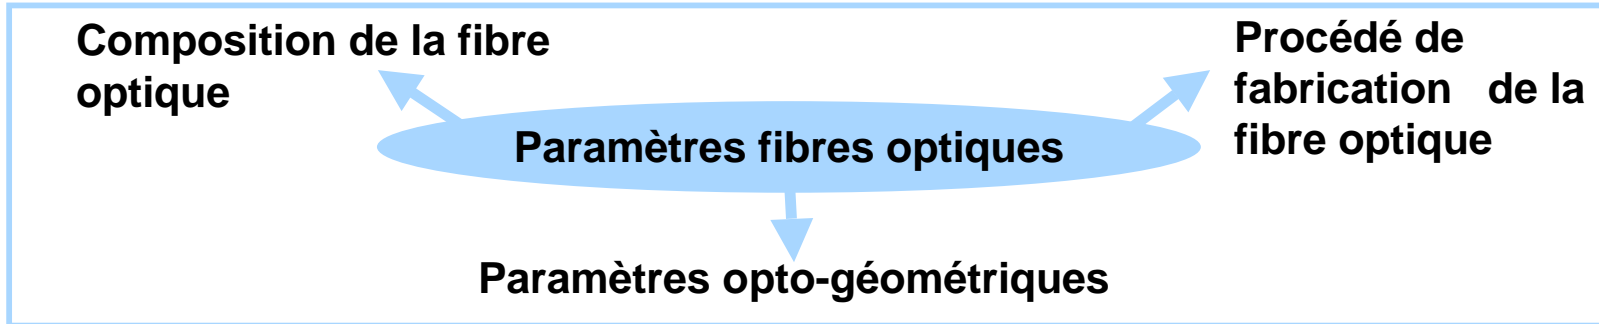 Composition de la fibre
optique
Procédé de
fabrication de la
fibre optique
Paramètres fibres optiques
Paramètres opto-géométriques